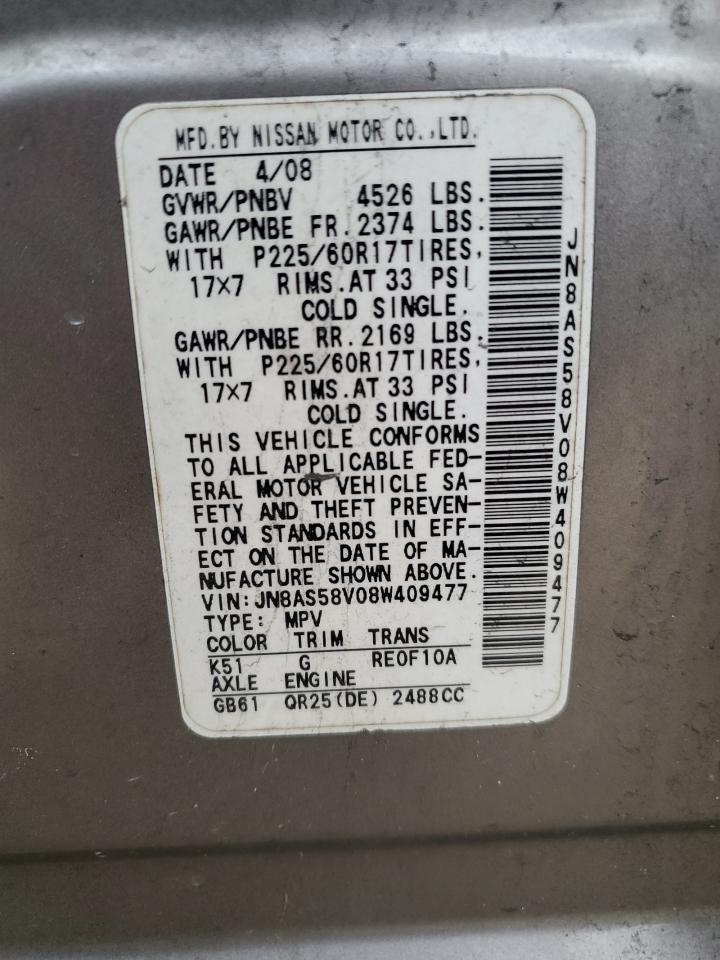 MFD.BY NISSAN MOTOR CO.,LTD.
DATE 4/08
GVWR/PNBV 4526 LBS.
GAWR/PNBE FR.2374 LBS.
WITH P225/60R17TIRES,
17×7 RIMS.AT 33 PSI
COLD SINGLE.
GAWR/PNBE RR.2169 LBS.
WITH P225/60R17TIRES,
17×7 RIMS.AT 33 PSI
COLD SINGLE.
THIS VEHICLE CONFORMS
TO ALL APPLICABLE FED-
ERAL MOTOR VEHICLE SA-
FETY AND THEFT PREVEN-
TION STANDARDS IN EFF-
ECT ON THE DATE OF MA-
NUFACTURE SHOWN ABOVE.
VIN:JN8AS58V08W409477
TYPE: MPV
COLOR TRIM TRANS
K51 G RE0F10A
AXLE ENGINE
GB61 QR25(DE) 2488CC
JN8AS58V08W409477